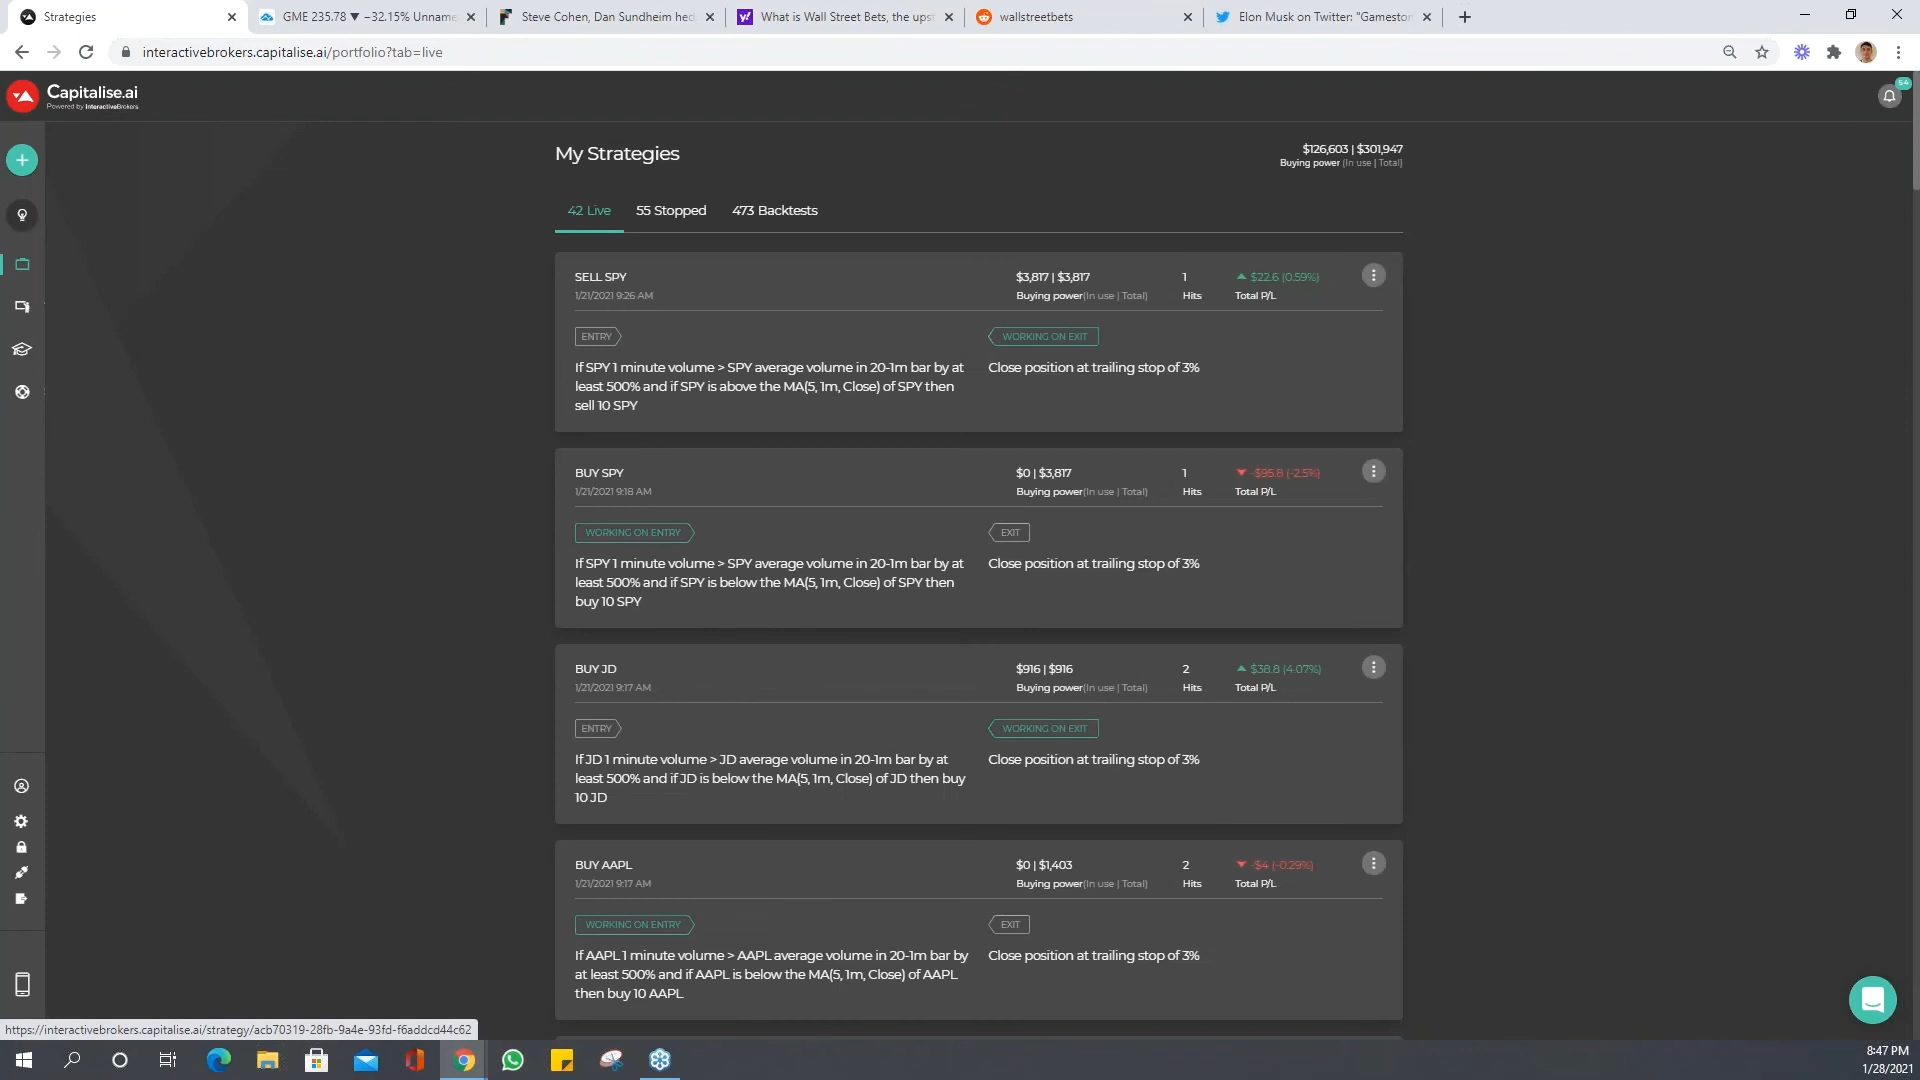 Strategies
GME 235.78 ▼ −32.15% Unname
Steve Cohen, Dan Sundheim hed
What is Wall Street Bets, the upst
wallstreetbets
Elon Musk on Twitter: "Gamestor
interactivebrokers.capitalise.ai/portfolio?tab=live
Capitalise.ai
Powered by InteractiveBrokers
54
My Strategies
$126,603 | $301,947
Buying power (In use | Total)
42 Live
55 Stopped
473 Backtests
SELL SPY
$3,817 | $3,817
1
$22.6 (0.59%)
1/21/2021 9:26 AM
Buying power(In use | Total)
Hits
Total P/L
ENTRY
WORKING ON EXIT
If SPY 1 minute volume > SPY average volume in 20-1m bar by at
least 500% and if SPY is above the MA(5, 1m, Close) of SPY then
sell 10 SPY
Close position at trailing stop of 3%
BUY SPY
$0 | $3,817
1
-$95.8 (-2.5%)
1/21/2021 9:18 AM
Buying power(In use | Total)
Hits
Total P/L
WORKING ON ENTRY
EXIT
If SPY 1 minute volume > SPY average volume in 20-1m bar by at
least 500% and if SPY is below the MA(5, 1m, Close) of SPY then
buy 10 SPY
Close position at trailing stop of 3%
BUY JD
$916 | $916
2
$38.8 (4.07%)
1/21/2021 9:17 AM
Buying power(In use | Total)
Hits
Total P/L
ENTRY
WORKING ON EXIT
If JD 1 minute volume > JD average volume in 20-1m bar by at
least 500% and if JD is below the MA(5, 1m, Close) of JD then buy
10 JD
Close position at trailing stop of 3%
BUY AAPL
$0 | $1,403
2
-$4 (-0.29%)
1/21/2021 9:17 AM
Buying power(In use | Total)
Hits
Total P/L
WORKING ON ENTRY
EXIT
If AAPL 1 minute volume > AAPL average volume in 20-1m bar by
at least 500% and if AAPL is below the MA(5, 1m, Close) of AAPL
then buy 10 AAPL
Close position at trailing stop of 3%
https://interactivebrokers.capitalise.ai/strategy/acb70319-28fb-9a4e-93fd-f6addcd44c62
8:47 PM
1/28/2021